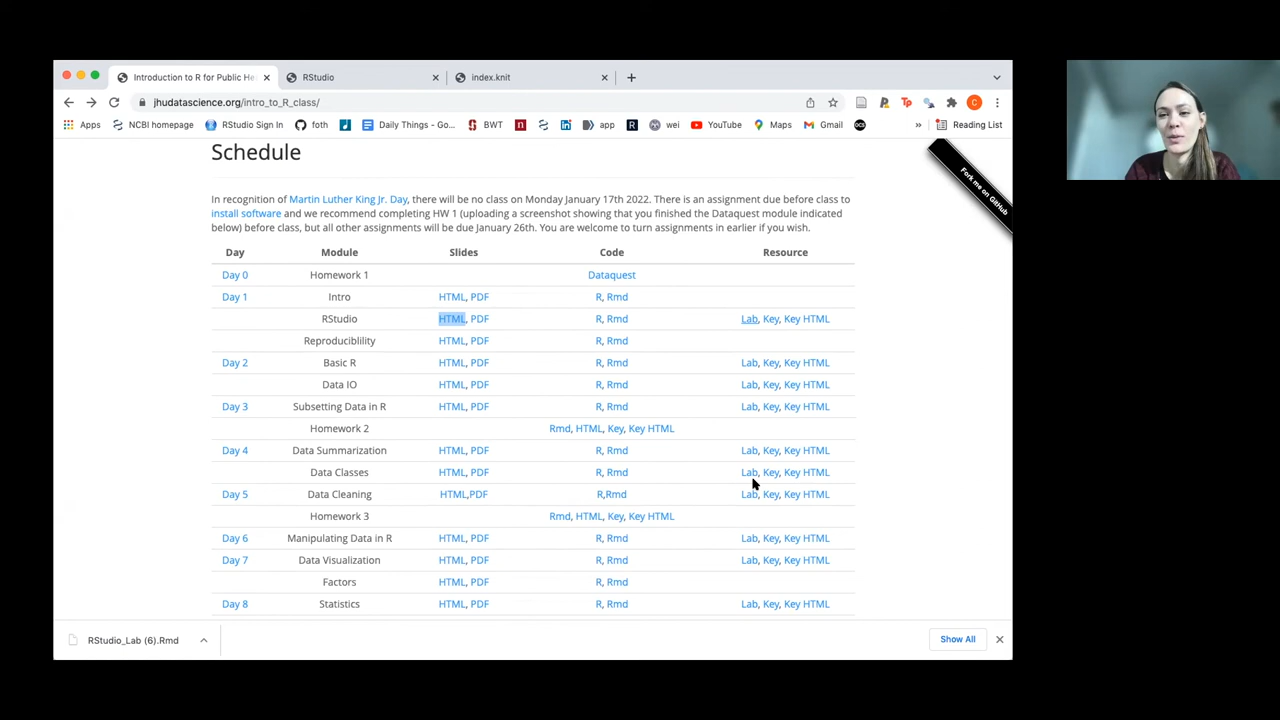 Introduction to R for Public He
RStudio
index.knit
jhudatascience.org/intro_to_R_class/
Apps
NCBI homepage
RStudio Sign In
foth
Daily Things - Go...
BWT
app
wei
YouTube
Maps
Gmail
»
Reading List
Fork me on GitHub
Schedule
In recognition of Martin Luther King Jr. Day, there will be no class on Monday January 17th 2022. There is an assignment due before class to
install software and we recommend completing HW 1 (uploading a screenshot showing that you finished the Dataquest module indicated
below) before class, but all other assignments will be due January 26th. You are welcome to turn assignments in earlier if you wish.
Day Module Slides Code Resource
Day 0 Homework 1 Dataquest
Day 1 Intro HTML, PDF R, Rmd
RStudio HTML, PDF R, Rmd Lab, Key, Key HTML
Reproduciblility HTML, PDF R, Rmd
Day 2 Basic R HTML, PDF R, Rmd Lab, Key, Key HTML
Data IO HTML, PDF R, Rmd Lab, Key, Key HTML
Day 3 Subsetting Data in R HTML, PDF R, Rmd Lab, Key, Key HTML
Homework 2 Rmd, HTML, Key, Key HTML
Day 4 Data Summarization HTML, PDF R, Rmd Lab, Key, Key HTML
Data Classes HTML, PDF R, Rmd Lab, Key, Key HTML
Day 5 Data Cleaning HTML,PDF R,Rmd Lab, Key, Key HTML
Homework 3 Rmd, HTML, Key, Key HTML
Day 6 Manipulating Data in R HTML, PDF R, Rmd Lab, Key, Key HTML
Day 7 Data Visualization HTML, PDF R, Rmd Lab, Key, Key HTML
Factors HTML, PDF R, Rmd
Day 8 Statistics HTML, PDF R, Rmd Lab, Key, Key HTML
RStudio_Lab (6).Rmd
Show All